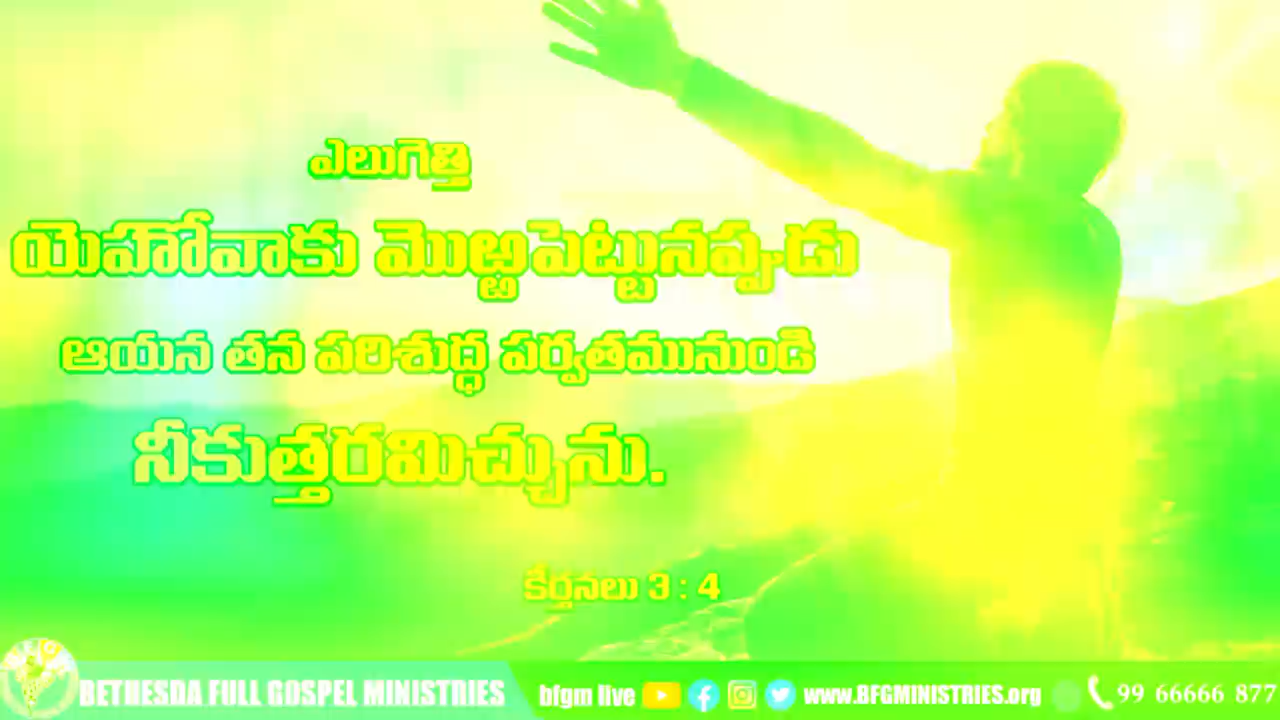 ఎలుగెత్తి
యెహోవాకు మొఱ్ఱపెట్టునప్పుడు
ఆయన తన పరిశుద్ధ పర్వతమునుండి
నీకుత్తరమిచ్చును.
కీర్తనలు 3 : 4
BETHESDA FULL GOSPEL MINISTRIES bfgm live www.BFGMINISTRIES.org 99 66666 877